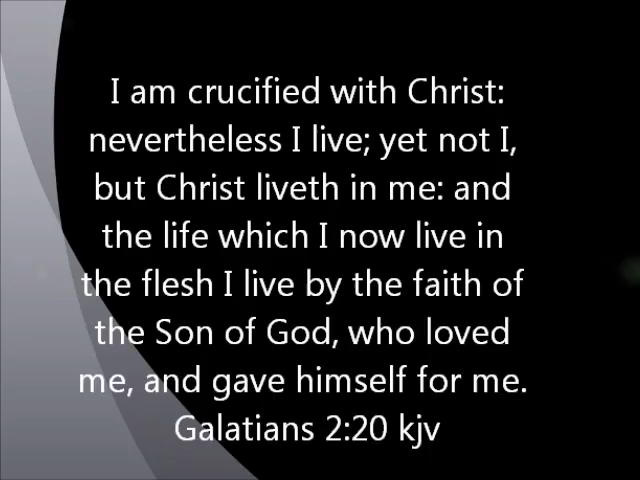 I am crucified with Christ:
nevertheless I live; yet not I,
but Christ liveth in me: and
the life which I now live in
the flesh I live by the faith of
the Son of God, who loved
me, and gave himself for me.
Galatians 2:20 kjv